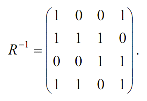 R⁻¹ = ( 1 0 0 1
1 1 1 0
0 0 1 1
1 1 0 1 ).